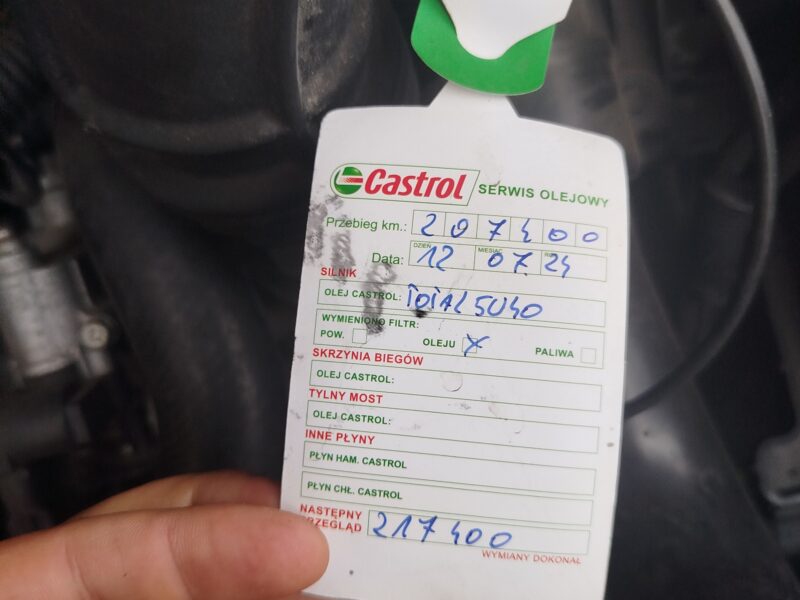 Castrol SERWIS OLEJOWY
Przebieg km.: 207400
DZIEŃ MIESIĄC
Data: 12 07 24
SILNIK
OLEJ CASTROL: TOTAL 5W40
WYMIENIONO FILTR:
POW. OLEJU X PALIWA
SKRZYNIA BIEGÓW
OLEJ CASTROL:
TYLNY MOST
OLEJ CASTROL:
INNE PŁYNY
PŁYN HAM. CASTROL
PŁYN CHŁ. CASTROL
NASTĘPNY
PRZEGLĄD 217400
WYMIANY DOKONAŁ